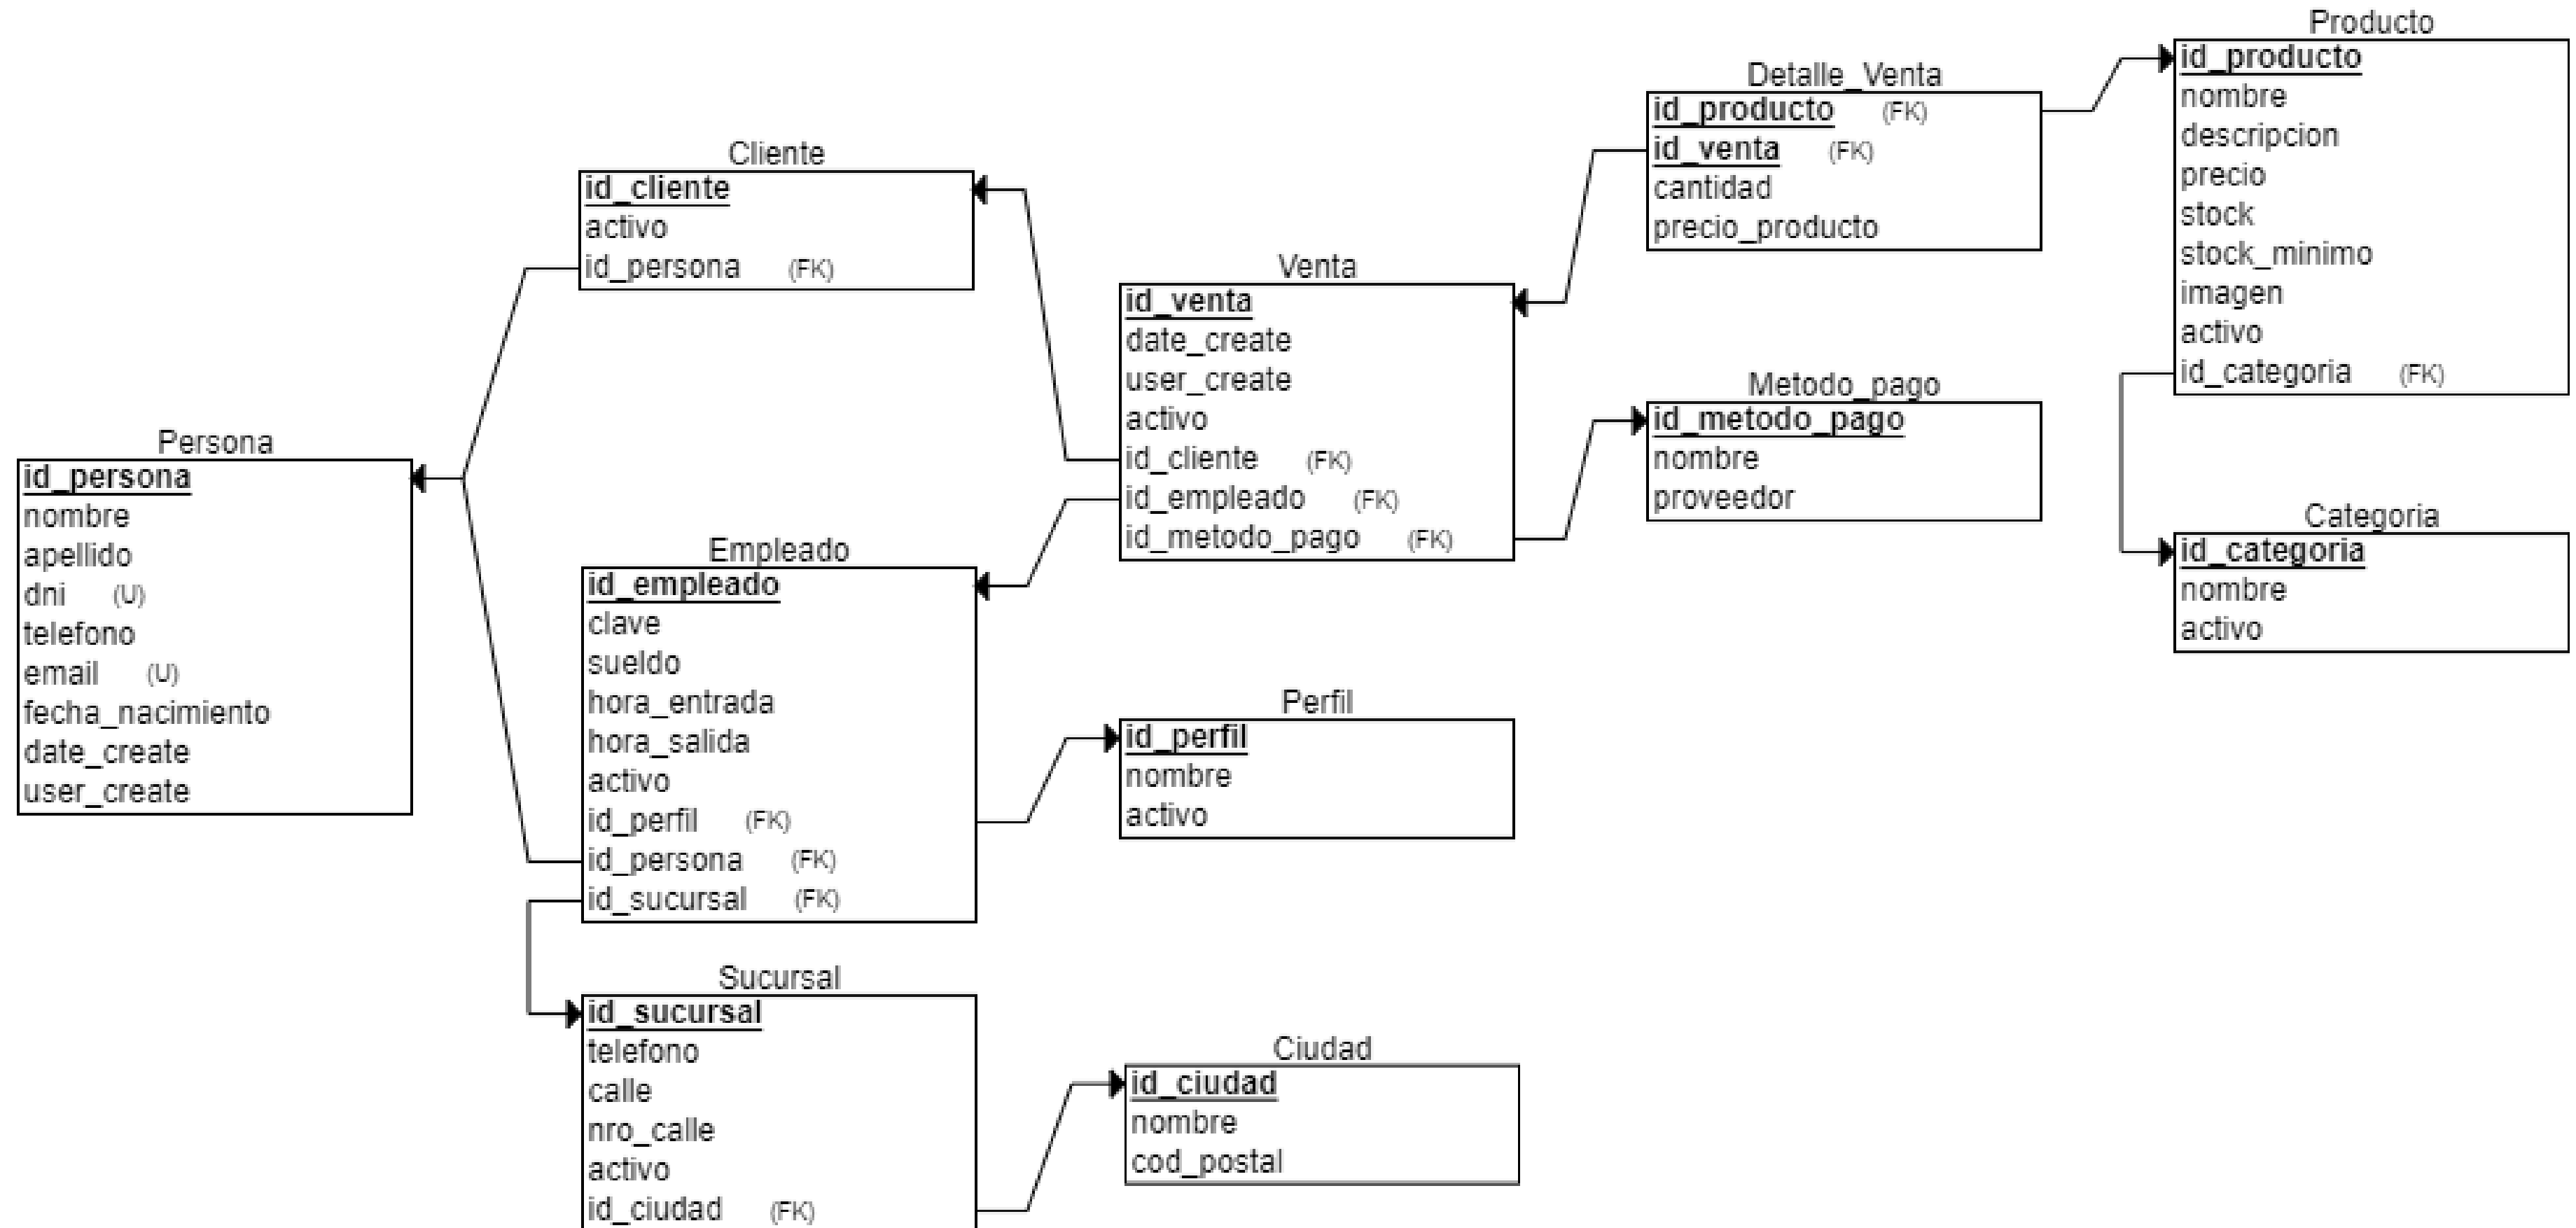 Producto
id_producto
nombre
descripcion
precio
stock
stock_minimo
imagen
activo
id_categoria (FK)
Detalle_Venta
id_producto (FK)
id_venta (FK)
cantidad
precio_producto
Cliente
id_cliente
activo
id_persona (FK)
Venta
id_venta
date_create
user_create
activo
id_cliente (FK)
id_empleado (FK)
id_metodo_pago (FK)
Metodo_pago
id_metodo_pago
nombre
proveedor
Persona
id_persona
nombre
apellido
dni (U)
telefono
email (U)
fecha_nacimiento
date_create
user_create
Categoria
id_categoria
nombre
activo
Empleado
id_empleado
clave
sueldo
hora_entrada
hora_salida
activo
id_perfil (FK)
id_persona (FK)
id_sucursal (FK)
Perfil
id_perfil
nombre
activo
Sucursal
id_sucursal
telefono
calle
nro_calle
activo
id_ciudad (FK)
Ciudad
id_ciudad
nombre
cod_postal